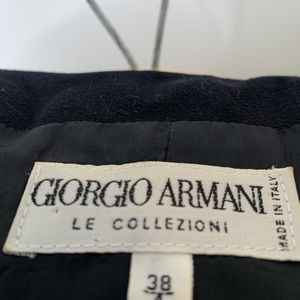 GIORGIO ARMANI
LE COLLEZIONI
MADE IN ITALY
38